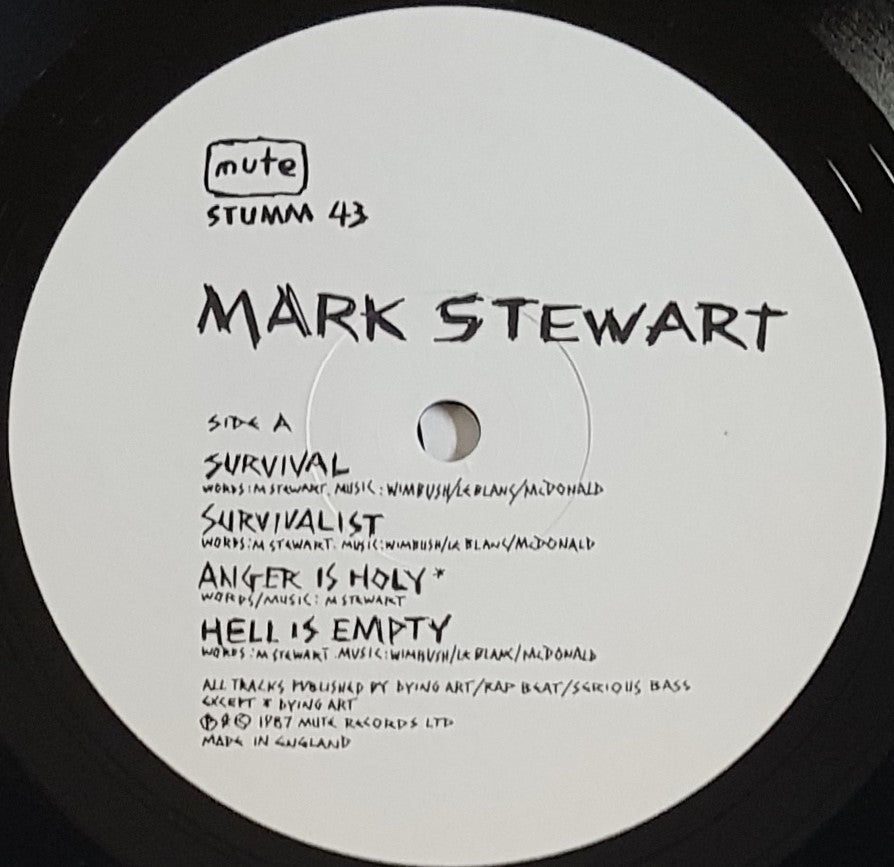 mute
STUMM 43
MARK STEWART
SIDE A
SURVIVAL
WORDS: M STEWART. MUSIC: WIMBUSH/LE BLANC/McDONALD
SURVIVALIST
WORDS: M STEWART. MUSIC: WIMBUSH/LE BLANC/McDONALD
ANGER IS HOLY *
WORDS/MUSIC: M STEWART
HELL IS EMPTY
WORDS: M STEWART. MUSIC: WIMBUSH/LE BLANC/McDONALD
ALL TRACKS PUBLISHED BY DYING ART/RAP BEAT/SERIOUS BASS
EXCEPT * DYING ART
℗ & © 1987 MUTE RECORDS LTD
MADE IN ENGLAND